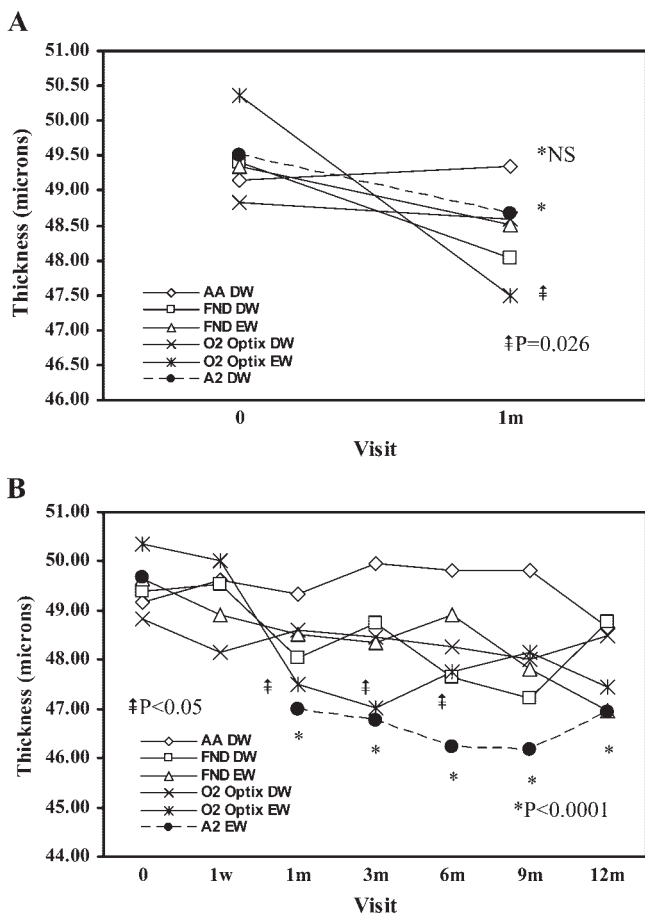 A
51.00
50.50
50.00
49.50
49.00
48.50
48.00
47.50
47.00
46.50
46.00
Thickness (microns)
*NS
*
⤉
AA DW
FND DW
FND EW
O2 Optix DW
O2 Optix EW
A2 DW
‡P=0.026
0
1m
Visit
B
51.00
50.00
49.00
48.00
47.00
46.00
45.00
44.00
Thickness (microns)
‡ ‡ ‡
‡P<0.05
* * * * *
AA DW
FND DW
FND EW
O2 Optix DW
O2 Optix EW
A2 EW
*P<0.0001
0 1w 1m 3m 6m 9m 12m
Visit